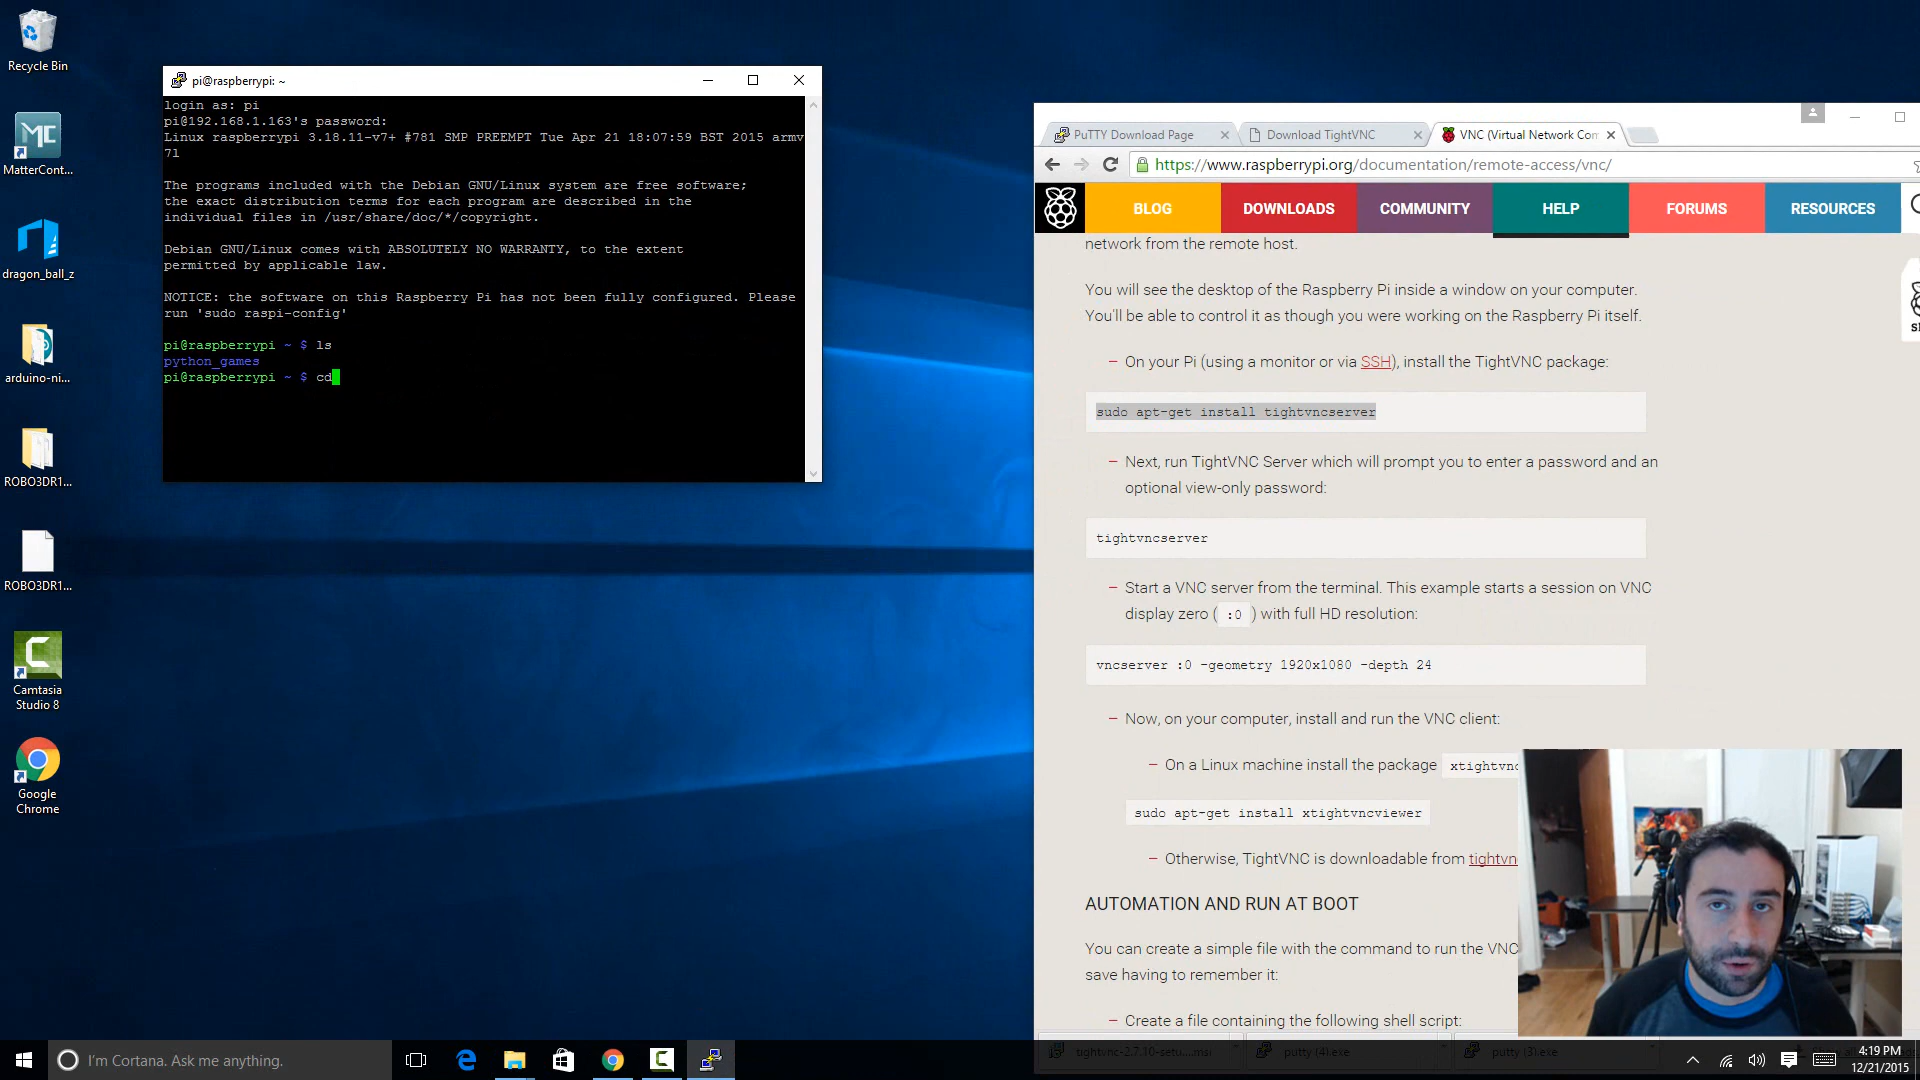 Recycle Bin
MatterCont...
dragon_ball_z
arduino-ni...
ROBO3DR1...
ROBO3DR1...
Camtasia
Studio 8
Google
Chrome
pi@raspberrypi: ~
login as: pi
pi@192.168.1.163's password:
Linux raspberrypi 3.18.11-v7+ #781 SMP PREEMPT Tue Apr 21 18:07:59 BST 2015 armv
7l
The programs included with the Debian GNU/Linux system are free software;
the exact distribution terms for each program are described in the
individual files in /usr/share/doc/*/copyright.
Debian GNU/Linux comes with ABSOLUTELY NO WARRANTY, to the extent
permitted by applicable law.
NOTICE: the software on this Raspberry Pi has not been fully configured. Please
run 'sudo raspi-config'
pi@raspberrypi ~ $ ls
python_games
pi@raspberrypi ~ $ cd
PuTTY Download Page
Download TightVNC
VNC (Virtual Network Con
https://www.raspberrypi.org/documentation/remote-access/vnc/
BLOG DOWNLOADS COMMUNITY HELP FORUMS RESOURCES
network from the remote host.
You will see the desktop of the Raspberry Pi inside a window on your computer.
You'll be able to control it as though you were working on the Raspberry Pi itself.
– On your Pi (using a monitor or via SSH), install the TightVNC package:
sudo apt-get install tightvncserver
– Next, run TightVNC Server which will prompt you to enter a password and an
optional view-only password:
tightvncserver
– Start a VNC server from the terminal. This example starts a session on VNC
display zero ( :0 ) with full HD resolution:
vncserver :0 -geometry 1920x1080 -depth 24
– Now, on your computer, install and run the VNC client:
– On a Linux machine install the package xtightvnc
sudo apt-get install xtightvncviewer
– Otherwise, TightVNC is downloadable from tightvn
AUTOMATION AND RUN AT BOOT
You can create a simple file with the command to run the VNC
save having to remember it:
– Create a file containing the following shell script:
tightvnc-2.7.10-setu....msi
putty (4).exe
putty (3).exe
I'm Cortana. Ask me anything.
4:19 PM
12/21/2015